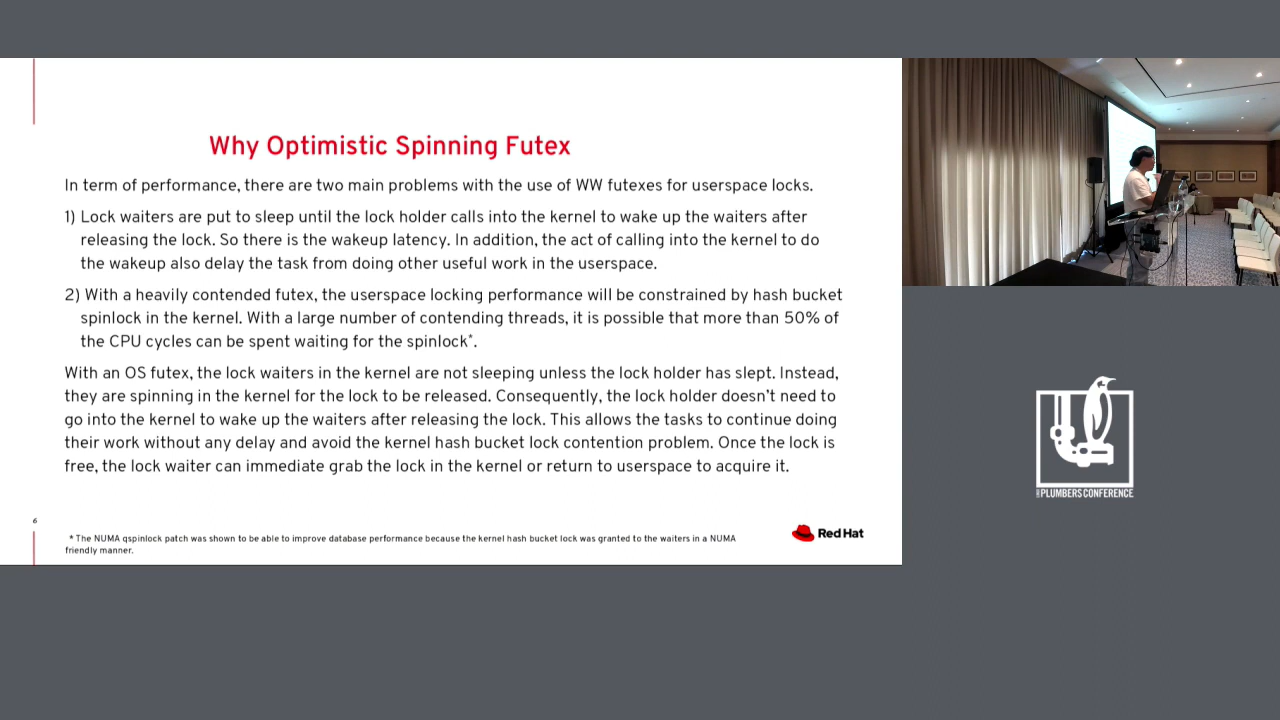 Why Optimistic Spinning Futex
In term of performance, there are two main problems with the use of WW futexes for userspace locks.
1) Lock waiters are put to sleep until the lock holder calls into the kernel to wake up the waiters after
releasing the lock. So there is the wakeup latency. In addition, the act of calling into the kernel to do
the wakeup also delay the task from doing other useful work in the userspace.
2) With a heavily contended futex, the userspace locking performance will be constrained by hash bucket
spinlock in the kernel. With a large number of contending threads, it is possible that more than 50% of
the CPU cycles can be spent waiting for the spinlock*.
With an OS futex, the lock waiters in the kernel are not sleeping unless the lock holder has slept. Instead,
they are spinning in the kernel for the lock to be released. Consequently, the lock holder doesn't need to
go into the kernel to wake up the waiters after releasing the lock. This allows the tasks to continue doing
their work without any delay and avoid the kernel hash bucket lock contention problem. Once the lock is
free, the lock waiter can immediate grab the lock in the kernel or return to userspace to acquire it.
6
* The NUMA qspinlock patch was shown to be able to improve database performance because the kernel hash bucket lock was granted to the waiters in a NUMA
friendly manner.
Red Hat
PLUMBERS CONFERENCE